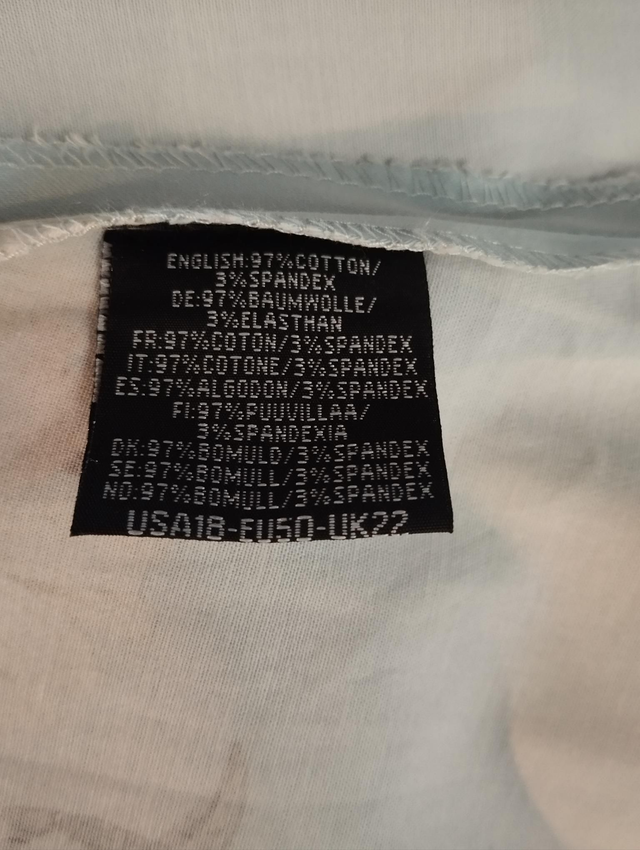 ENGLISH:97%COTTON/
3%SPANDEX
DE:97%BAUMWOLLE/
3%ELASTHAN
FR:97%COTON/3%SPANDEX
IT:97%COTONE/3%SPANDEX
ES:97%ALGODON/3%SPANDEX
FI:97%PUUVILLAA/
3%SPANDEXIA
DK:97%BOMULD/3%SPANDEX
SE:97%BOMULL/3%SPANDEX
NO:97%BOMULL/3%SPANDEX
USA18-EU50-UK22